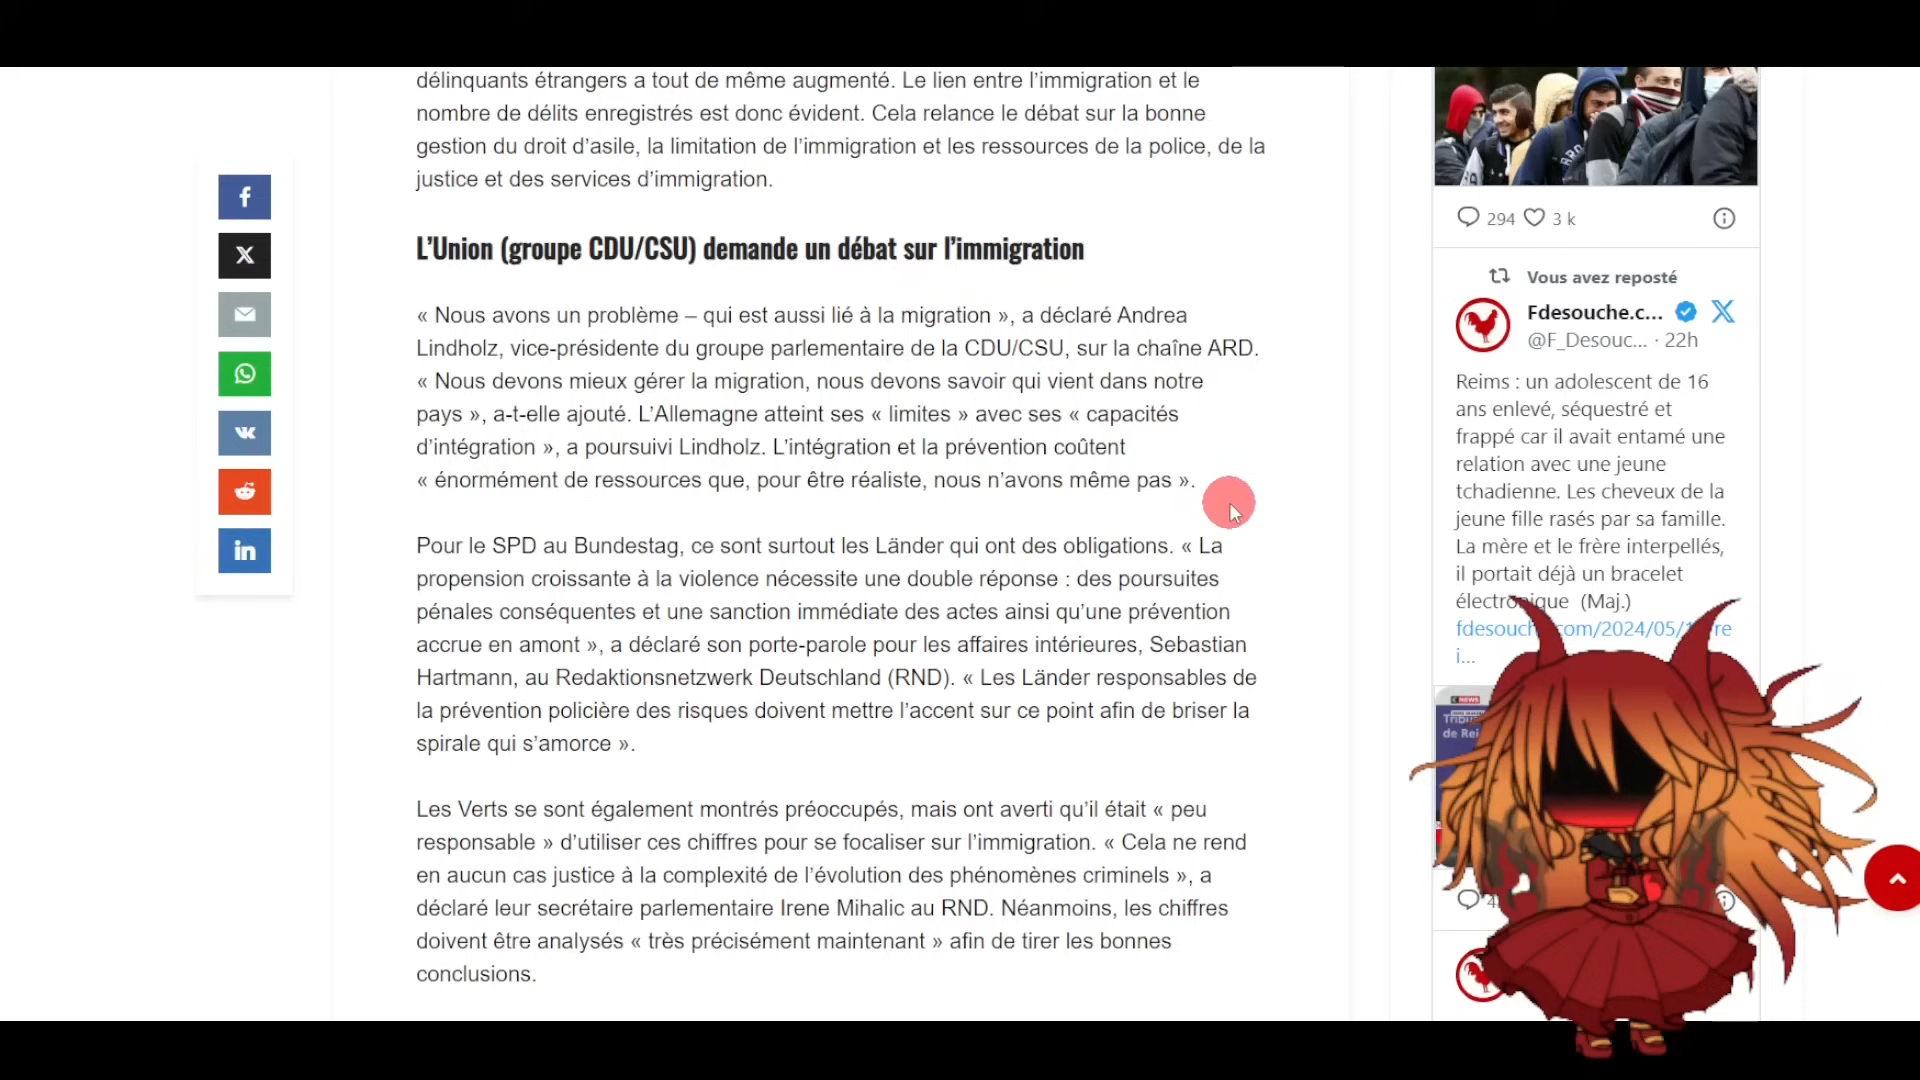 délinquants étrangers a tout de même augmenté. Le lien entre l’immigration et le
nombre de délits enregistrés est donc évident. Cela relance le débat sur la bonne
gestion du droit d’asile, la limitation de l’immigration et les ressources de la police, de la
justice et des services d’immigration.
L’Union (groupe CDU/CSU) demande un débat sur l’immigration
« Nous avons un problème – qui est aussi lié à la migration », a déclaré Andrea
Lindholz, vice-présidente du groupe parlementaire de la CDU/CSU, sur la chaîne ARD.
« Nous devons mieux gérer la migration, nous devons savoir qui vient dans notre
pays », a-t-elle ajouté. L’Allemagne atteint ses « limites » avec ses « capacités
d’intégration », a poursuivi Lindholz. L’intégration et la prévention coûtent
« énormément de ressources que, pour être réaliste, nous n’avons même pas ».
Pour le SPD au Bundestag, ce sont surtout les Länder qui ont des obligations. « La
propension croissante à la violence nécessite une double réponse : des poursuites
pénales conséquentes et une sanction immédiate des actes ainsi qu’une prévention
accrue en amont », a déclaré son porte-parole pour les affaires intérieures, Sebastian
Hartmann, au Redaktionsnetzwerk Deutschland (RND). « Les Länder responsables de
la prévention policière des risques doivent mettre l’accent sur ce point afin de briser la
spirale qui s’amorce ».
Les Verts se sont également montrés préoccupés, mais ont averti qu’il était « peu
responsable » d’utiliser ces chiffres pour se focaliser sur l’immigration. « Cela ne rend
en aucun cas justice à la complexité de l’évolution des phénomènes criminels », a
déclaré leur secrétaire parlementaire Irene Mihalic au RND. Néanmoins, les chiffres
doivent être analysés « très précisément maintenant » afin de tirer les bonnes
conclusions.
294 3 k
Vous avez reposté
Fdesouche.c...
@F_Desouc... · 22h
Reims : un adolescent de 16
ans enlevé, séquestré et
frappé car il avait entamé une
relation avec une jeune
tchadienne. Les cheveux de la
jeune fille rasés par sa famille.
La mère et le frère interpellés,
il portait déjà un bracelet
électronique (Maj.)
i...
NEWS
de Rei